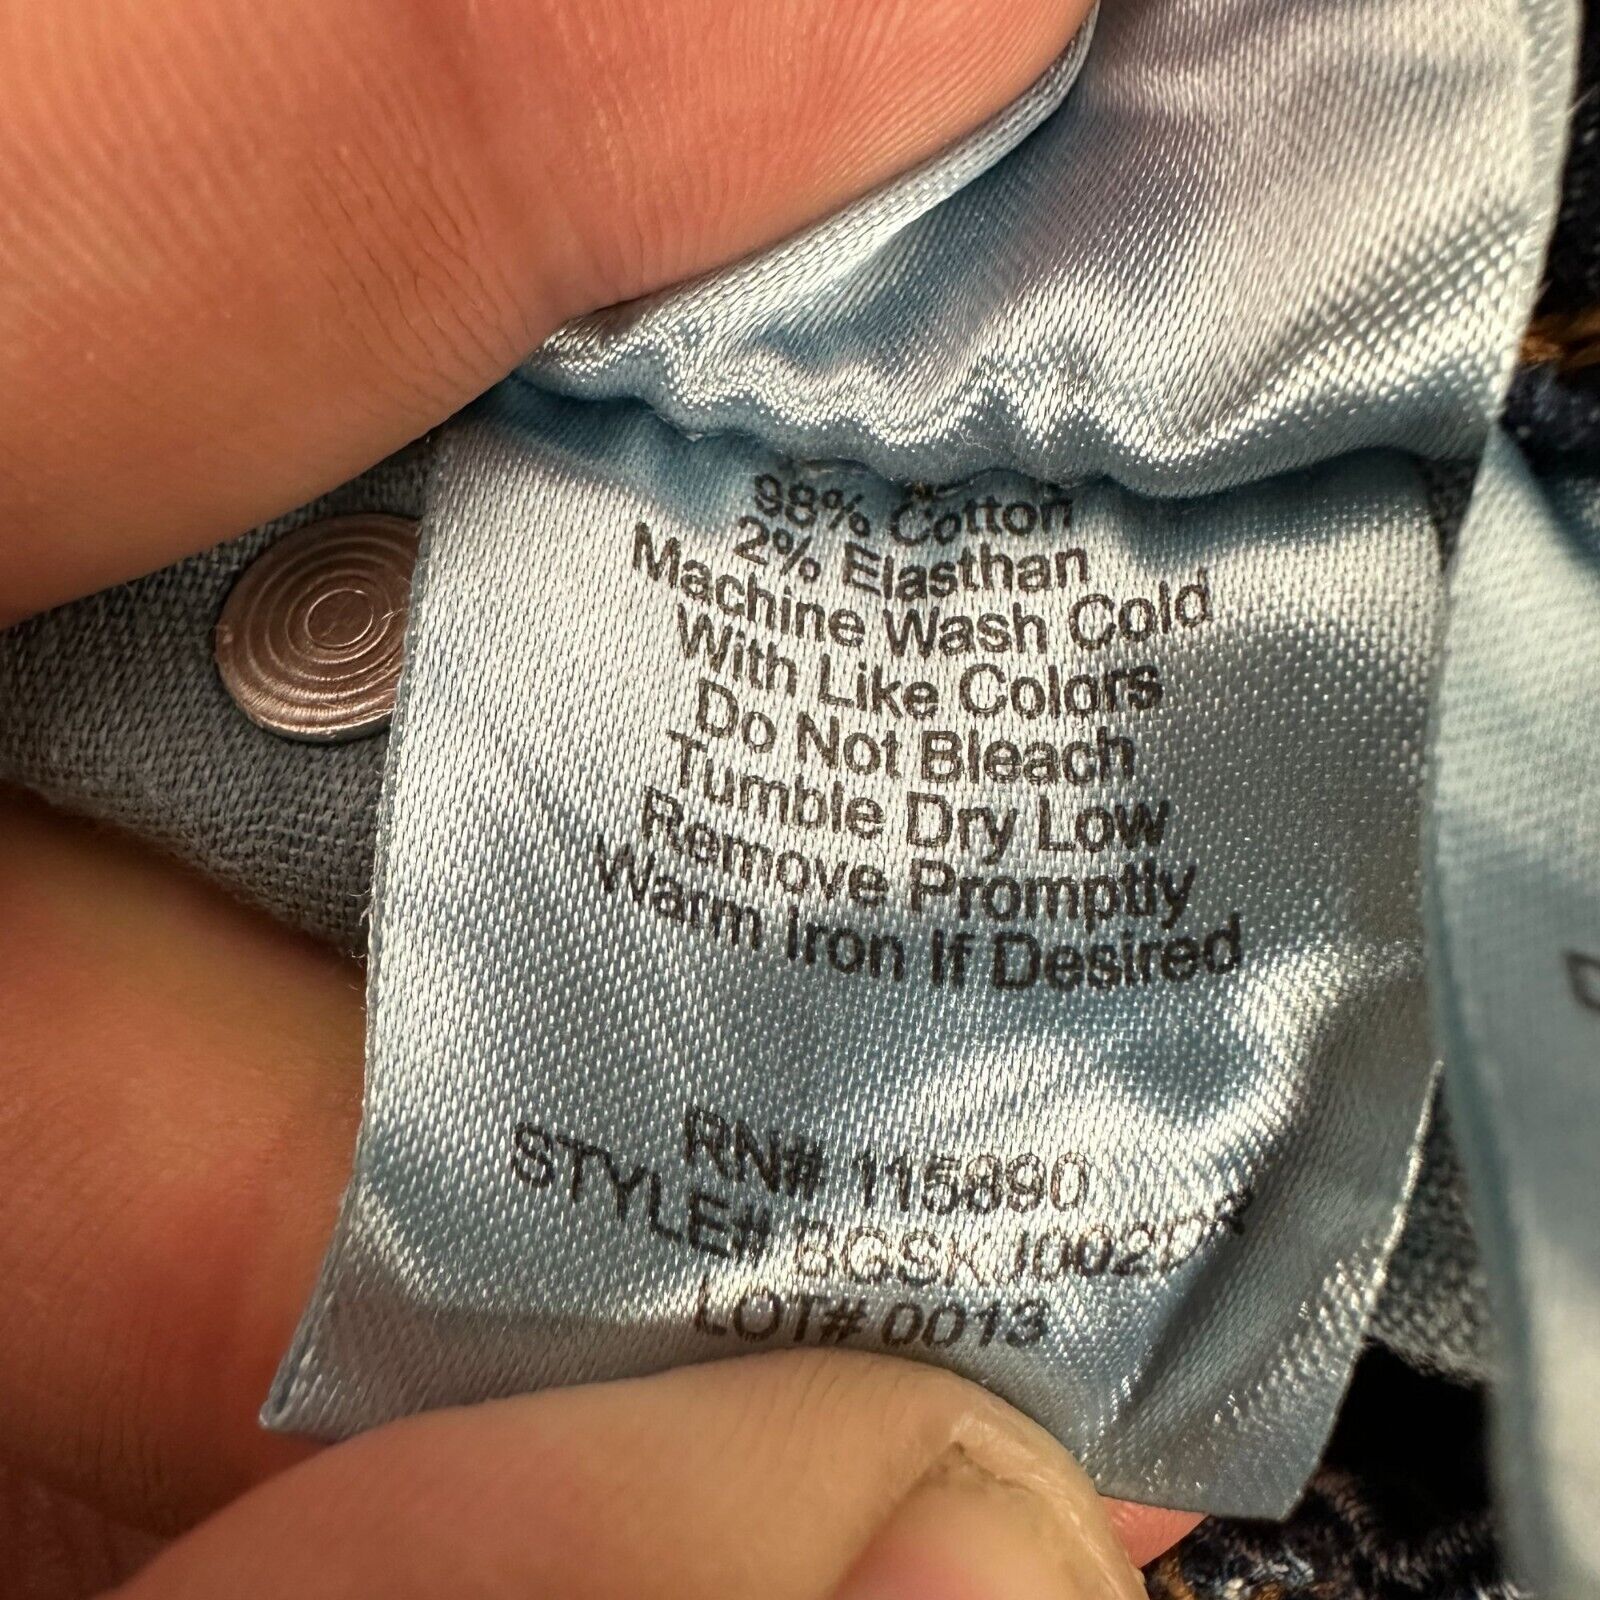 98% Cotton
2% Elasthan
Machine Wash Cold
With Like Colors
Do Not Bleach
Tumble Dry Low
Remove Promptly
Warm Iron If Desired
RN# 115890
STYLE#
LOT# 0013